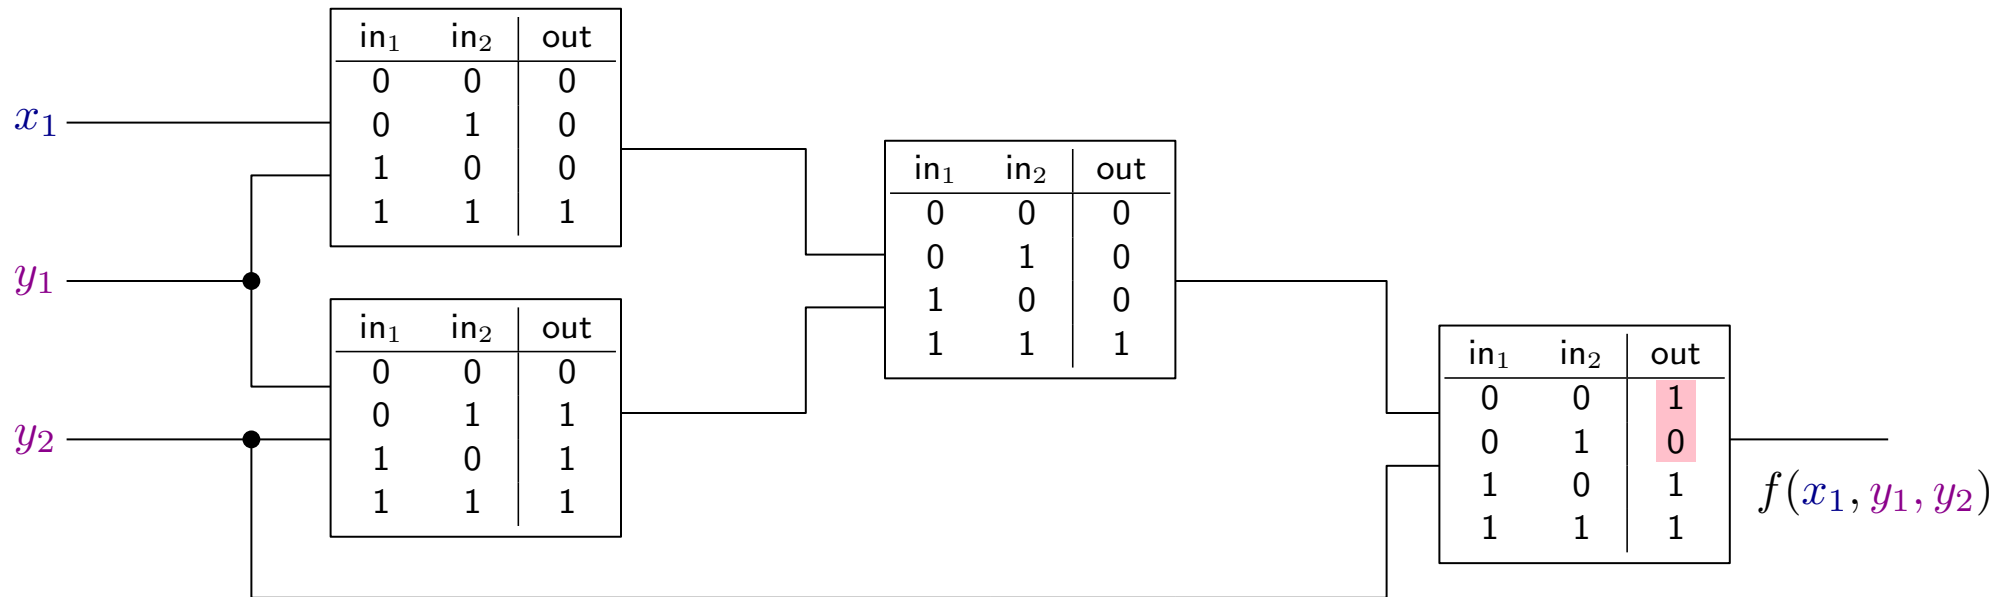 x₁
y₁
y₂
in₁ in₂ out
0 0 0
0 1 0
1 0 0
1 1 1
in₁ in₂ out
0 0 0
0 1 1
1 0 1
1 1 1
in₁ in₂ out
0 0 0
0 1 0
1 0 0
1 1 1
in₁ in₂ out
0 0 1
0 1 0
1 0 1
1 1 1
f(x₁, y₁, y₂)